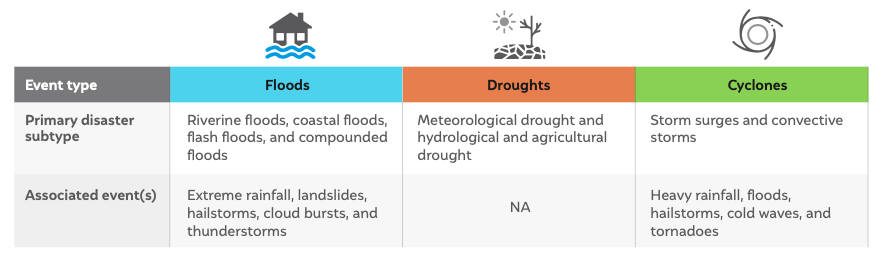 Event type
Floods
Droughts
Cyclones
Primary disaster
subtype
Riverine floods, coastal floods,
flash floods, and compounded
floods
Meteorological drought and
hydrological and agricultural
drought
Storm surges and convective
storms
Associated event(s)
Extreme rainfall, landslides,
hailstorms, cloud bursts, and
thunderstorms
NA
Heavy rainfall, floods,
hailstorms, cold waves, and
tornadoes